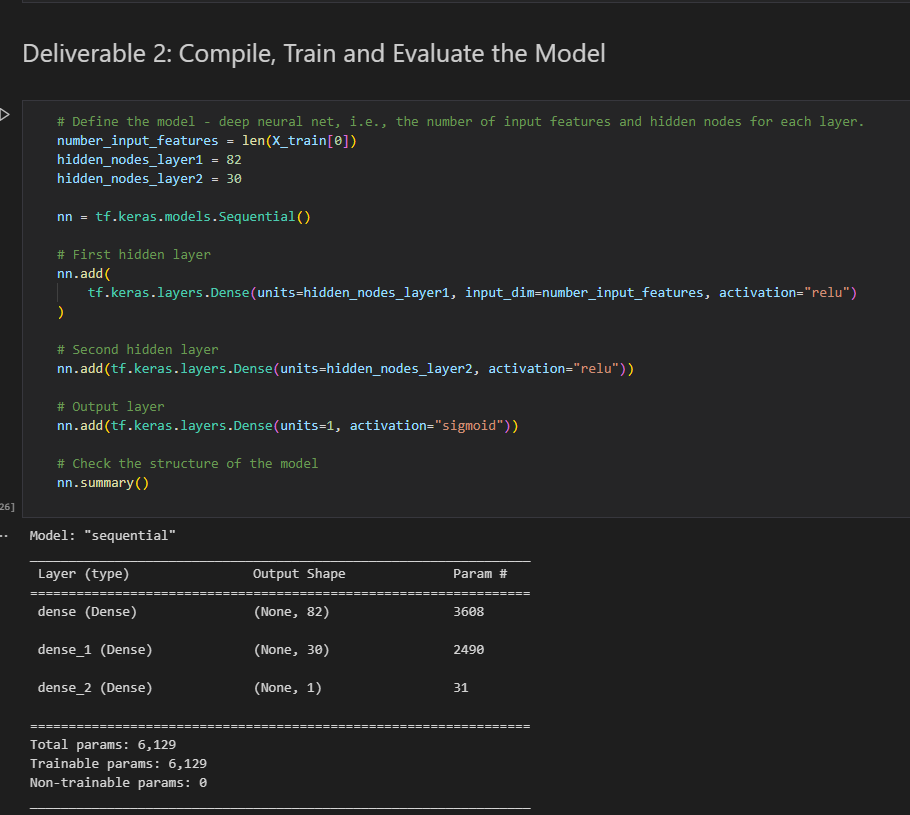 Deliverable 2: Compile, Train and Evaluate the Model
# Define the model - deep neural net, i.e., the number of input features and hidden nodes for each layer.
number_input_features = len(X_train[0])
hidden_nodes_layer1 = 82
hidden_nodes_layer2 = 30
nn = tf.keras.models.Sequential()
# First hidden layer
nn.add(
    tf.keras.layers.Dense(units=hidden_nodes_layer1, input_dim=number_input_features, activation="relu")
)
# Second hidden layer
nn.add(tf.keras.layers.Dense(units=hidden_nodes_layer2, activation="relu"))
# Output layer
nn.add(tf.keras.layers.Dense(units=1, activation="sigmoid"))
# Check the structure of the model
nn.summary()
26]
Model: "sequential"
_________________________________________________________________
Layer (type)                Output Shape              Param #
=================================================================
dense (Dense)               (None, 82)                3608
dense_1 (Dense)             (None, 30)                2490
dense_2 (Dense)             (None, 1)                 31
=================================================================
Total params: 6,129
Trainable params: 6,129
Non-trainable params: 0
_________________________________________________________________